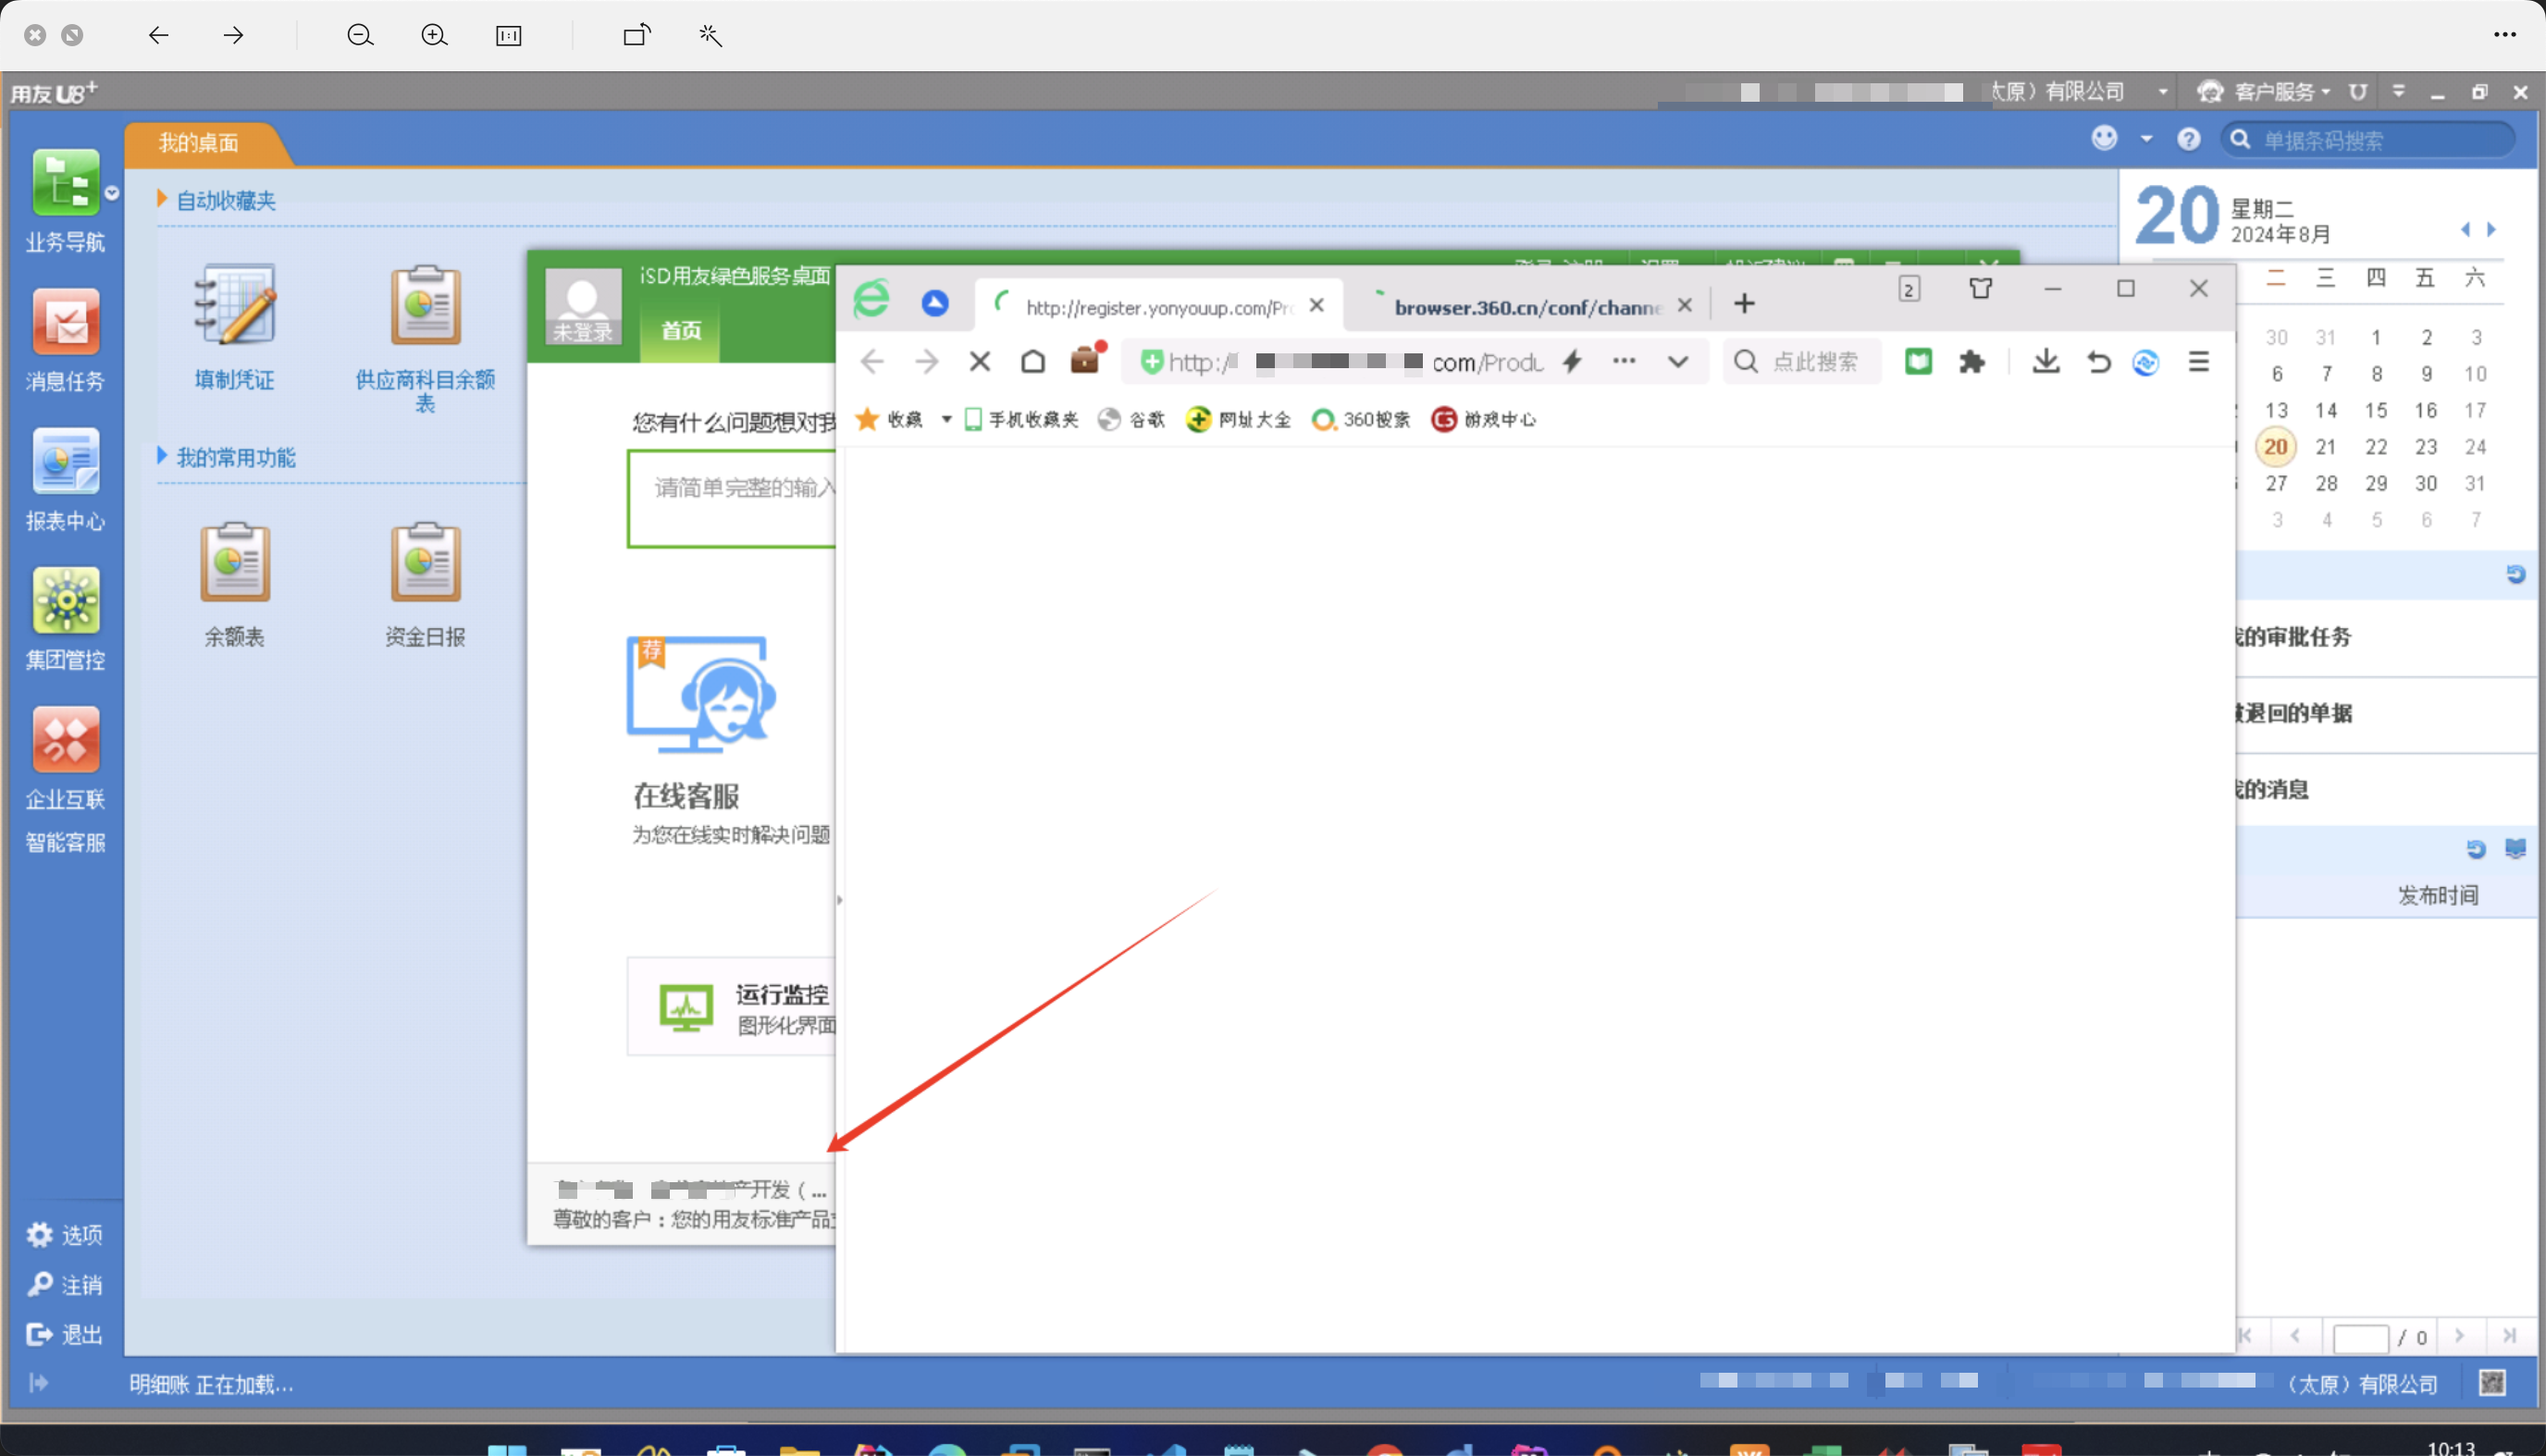 用友 U8+
太原）有限公司
客户服务
我的桌面
单据条码搜索
业务导航
消息任务
报表中心
集团管控
企业互联
智能客服
选项
注销
退出
自动收藏夹
填制凭证
供应商科目余额
表
我的常用功能
余额表
资金日报
iSD用友绿色服务桌面
未登录
首页
您有什么问题想对我
请简单完整的输入
荐
在线客服
为您在线实时解决问题
运行监控
图形化界面
产开发（...
尊敬的客户：您的用友标准产品
http://register.yonyouup.com/Pr
browser.360.cn/conf/channe
2
http:/
com/Produ
点此搜索
收藏
手机收藏夹
谷歌
网址大全
360搜索
游戏中心
20
星期二
2024年8月
二 三 四 五 六
30 31 1 2 3
6 7 8 9 10
13 14 15 16 17
20 21 22 23 24
27 28 29 30 31
3 4 5 6 7
的审批任务
退回的单据
的消息
发布时间
/ 0
明细账 正在加载...
（太原）有限公司
10:13